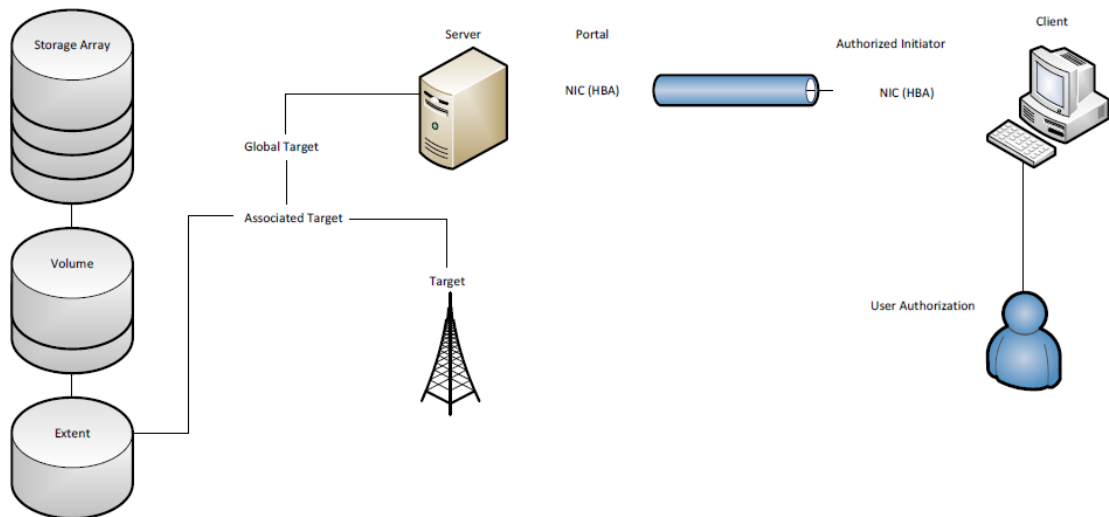 Storage Array
Server
Portal
Authorized Initiator
Client
NIC (HBA)
NIC (HBA)
Global Target
Associated Target
Volume
Target
User Authorization
Extent